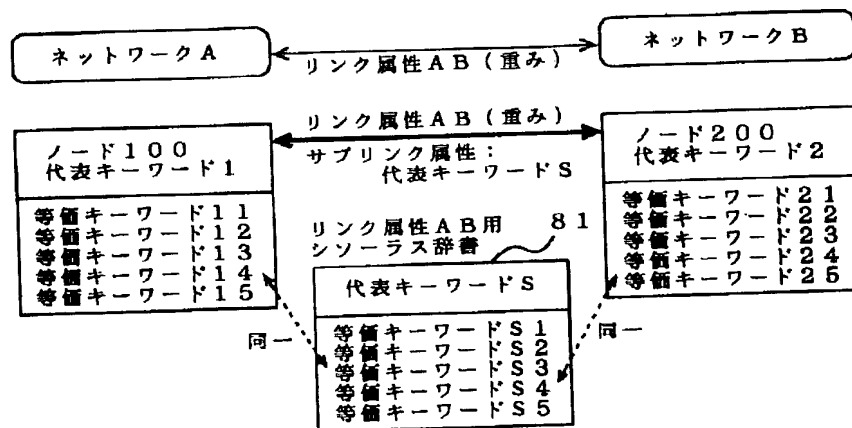 ネットワークA
ネットワークB
リンク属性AB(重み)
リンク属性AB(重み)
ノード100
代表キーワード1
サブリンク属性:
代表キーワードS
ノード200
代表キーワード2
等価キーワード11
等価キーワード12
等価キーワード13
等価キーワード14
等価キーワード15
リンク属性AB用
シソーラス辞書
81
等価キーワード21
等価キーワード22
等価キーワード23
等価キーワード24
等価キーワード25
代表キーワードS
同一
同一
等価キーワードS1
等価キーワードS2
等価キーワードS3
等価キーワードS4
等価キーワードS5